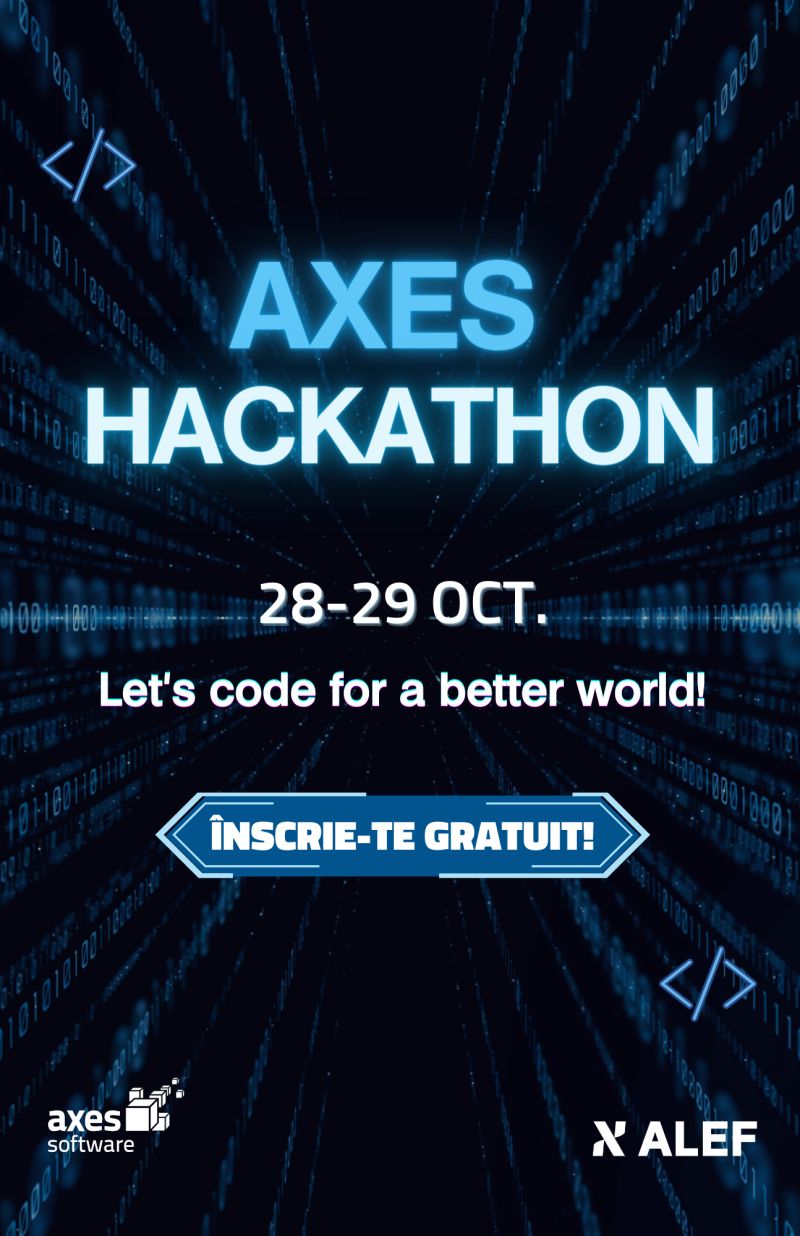 </>
AXES
HACKATHON
28-29 OCT.
Let's code for a better world!
ÎNSCRIE-TE GRATUIT!
</>
axes
software
ALEF